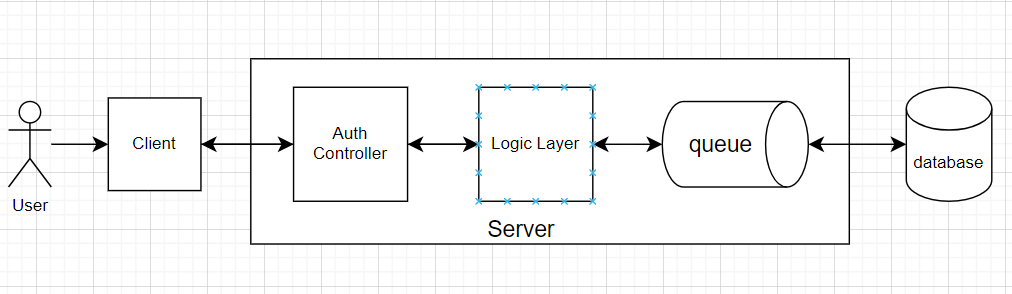 User
Client
Auth
Controller
Logic Layer
queue
Server
database